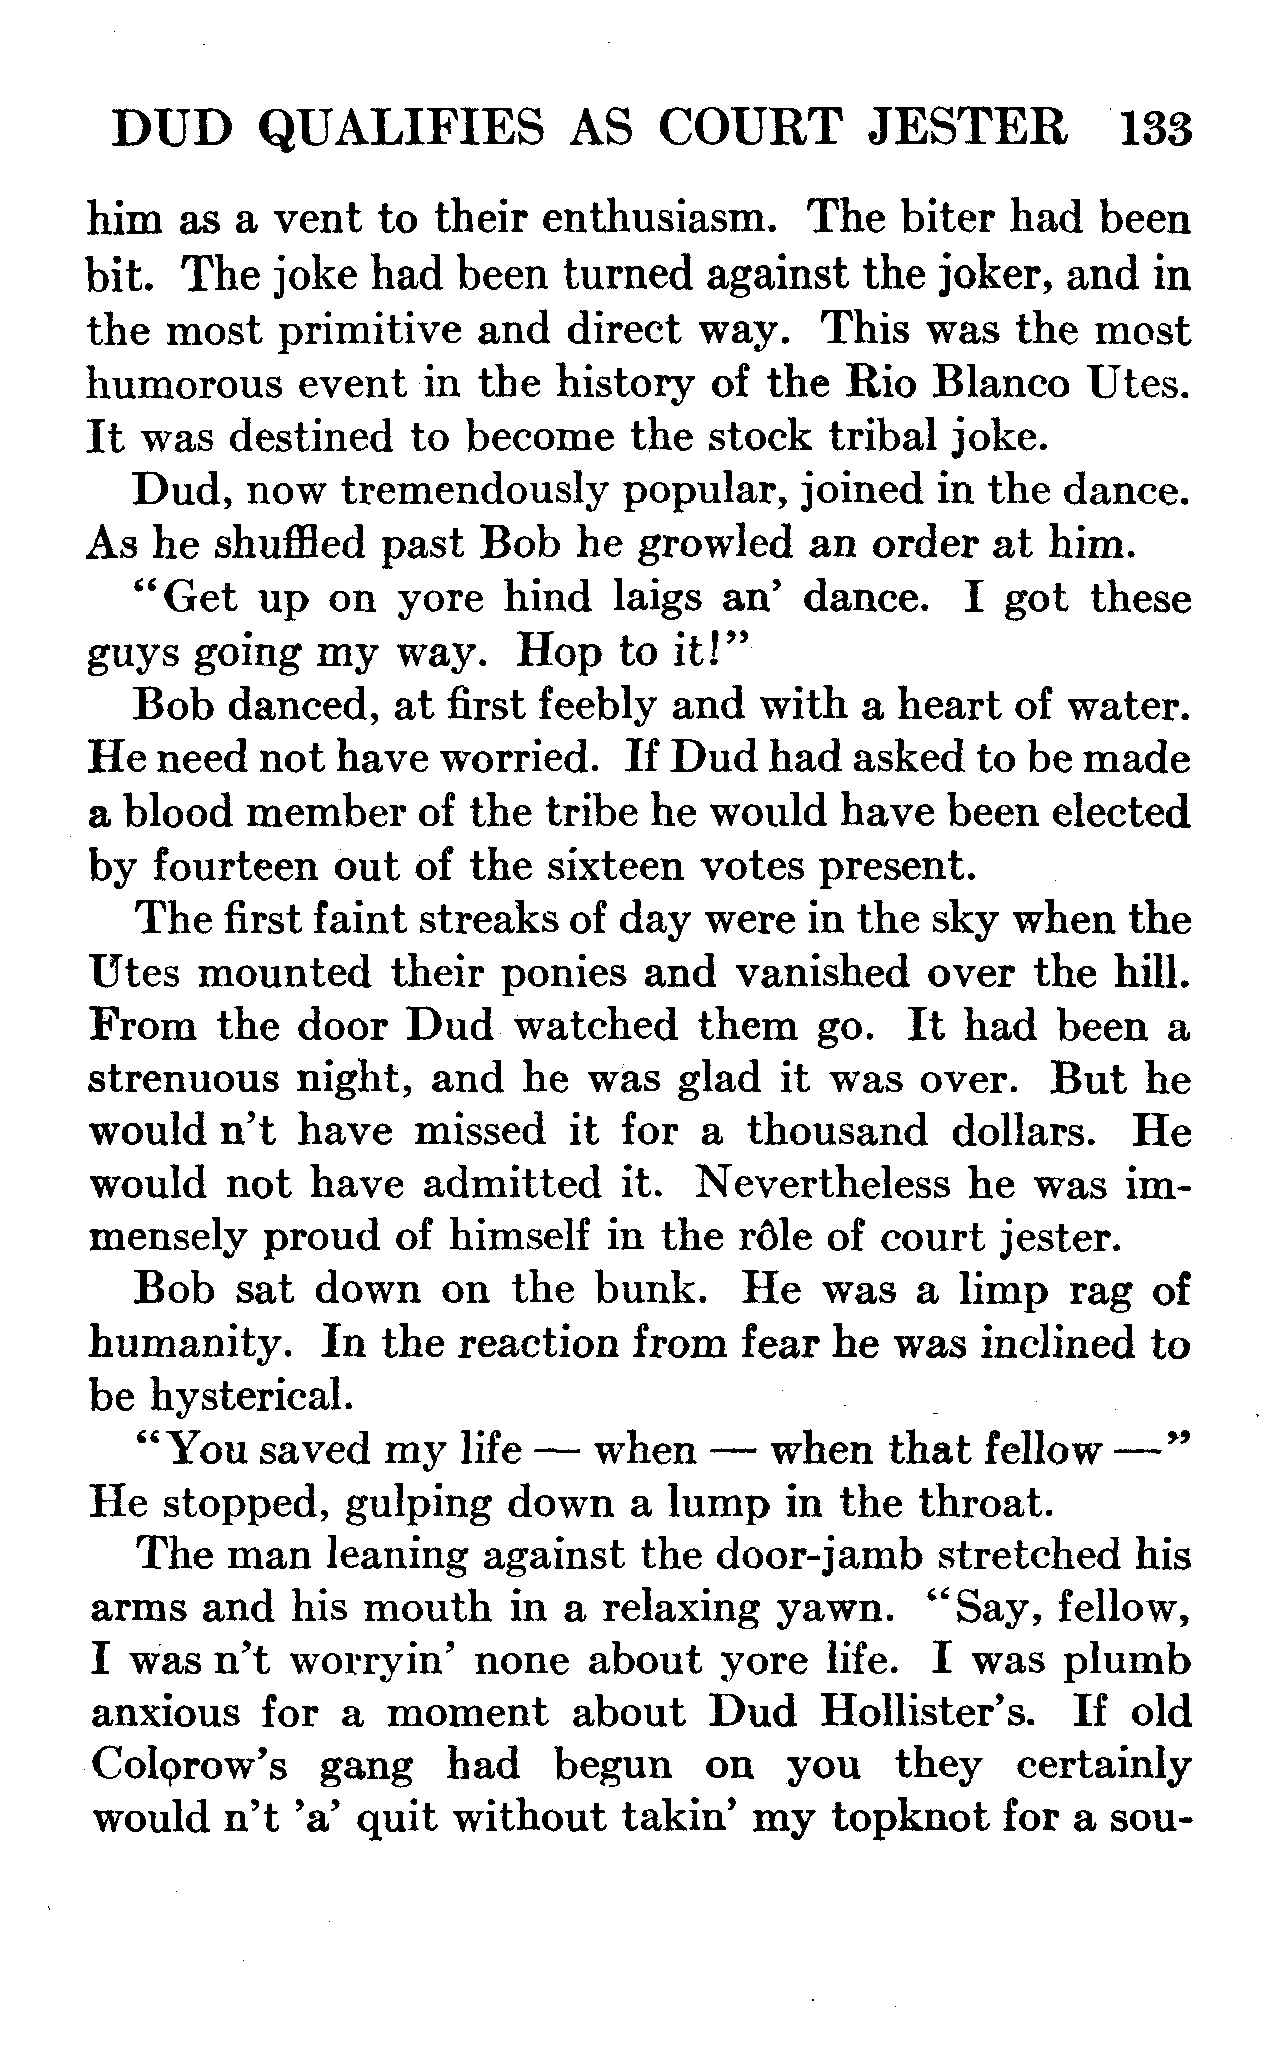 DUD QUALIFIES AS COURT JESTER 133
him as a vent to their enthusiasm. The biter had been
bit. The joke had been turned against the joker, and in
the most primitive and direct way. This was the most
humorous event in the history of the Rio Blanco Utes.
It was destined to become the stock tribal joke.
Dud, now tremendously popular, joined in the dance.
As he shuffled past Bob he growled an order at him.
"Get up on yore hind laigs an' dance. I got these
guys going my way. Hop to it!"
Bob danced, at first feebly and with a heart of water.
He need not have worried. If Dud had asked to be made
a blood member of the tribe he would have been elected
by fourteen out of the sixteen votes present.
The first faint streaks of day were in the sky when the
Utes mounted their ponies and vanished over the hill.
From the door Dud watched them go. It had been a
strenuous night, and he was glad it was over. But he
would n't have missed it for a thousand dollars. He
would not have admitted it. Nevertheless he was im-
mensely proud of himself in the rôle of court jester.
Bob sat down on the bunk. He was a limp rag of
humanity. In the reaction from fear he was inclined to
be hysterical.
"You saved my life — when — when that fellow —"
He stopped, gulping down a lump in the throat.
The man leaning against the door-jamb stretched his
arms and his mouth in a relaxing yawn. "Say, fellow,
I was n't worryin' none about yore life. I was plumb
anxious for a moment about Dud Hollister's. If old
Colorow's gang had begun on you they certainly
would n't 'a' quit without takin' my topknot for a sou-